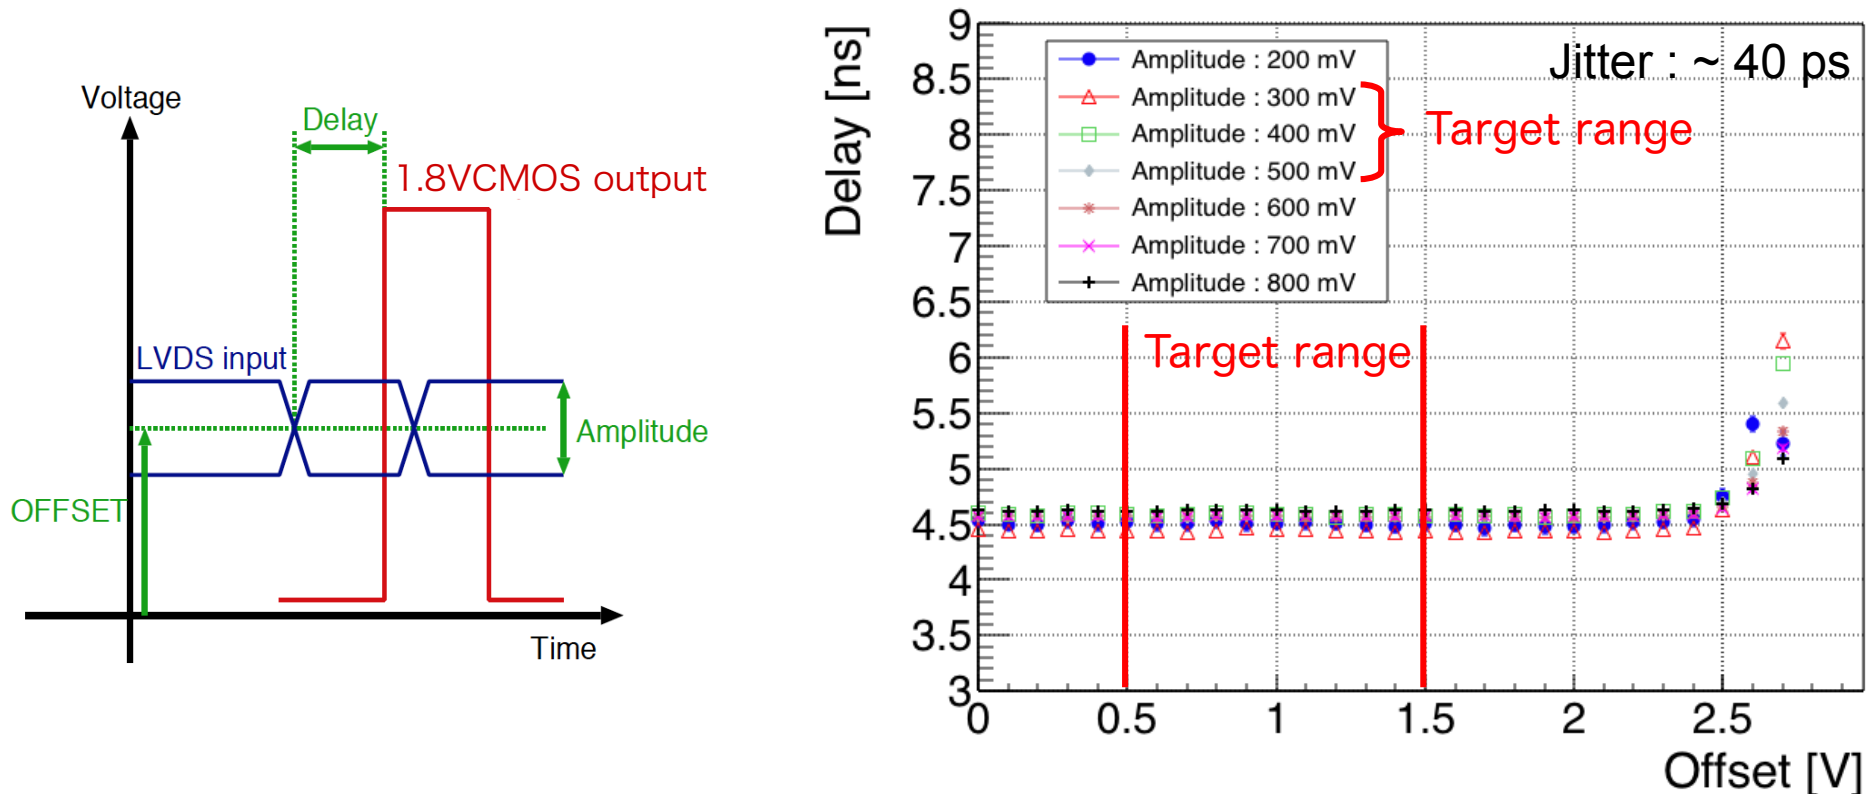 Voltage
Delay
1.8VCMOS output
LVDS input
Amplitude
OFFSET
Time
Delay [ns]
9
8.5
8
7.5
7
6.5
6
5.5
5
4.5
4
3.5
3
Amplitude : 200 mV
Amplitude : 300 mV
Amplitude : 400 mV
Amplitude : 500 mV
Amplitude : 600 mV
Amplitude : 700 mV
Amplitude : 800 mV
Jitter : ~ 40 ps
Target range
Target range
0 0.5 1 1.5 2 2.5
Offset [V]